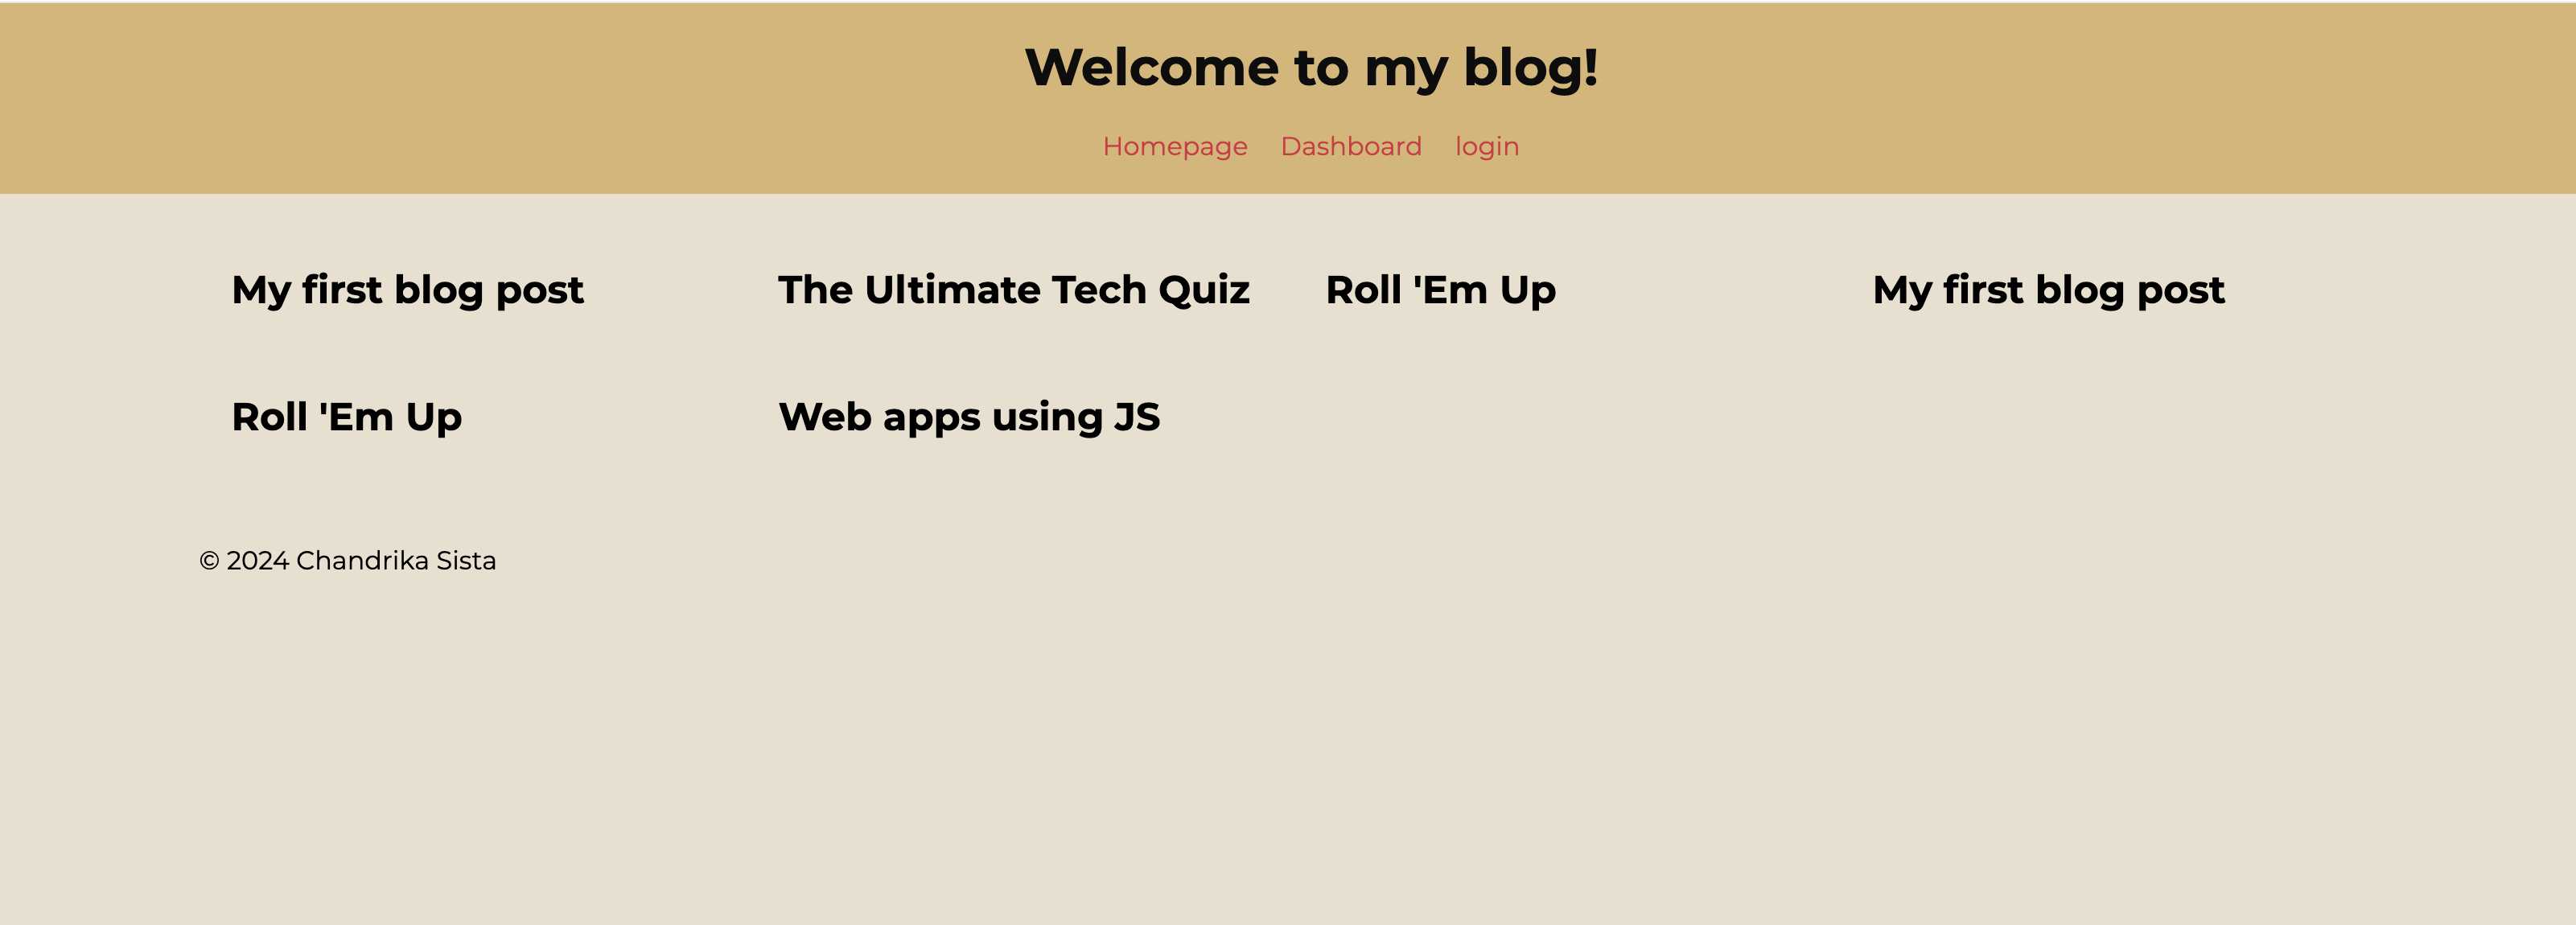 Welcome to my blog!
Homepage Dashboard login
My first blog post The Ultimate Tech Quiz Roll 'Em Up My first blog post
Roll 'Em Up Web apps using JS
© 2024 Chandrika Sista